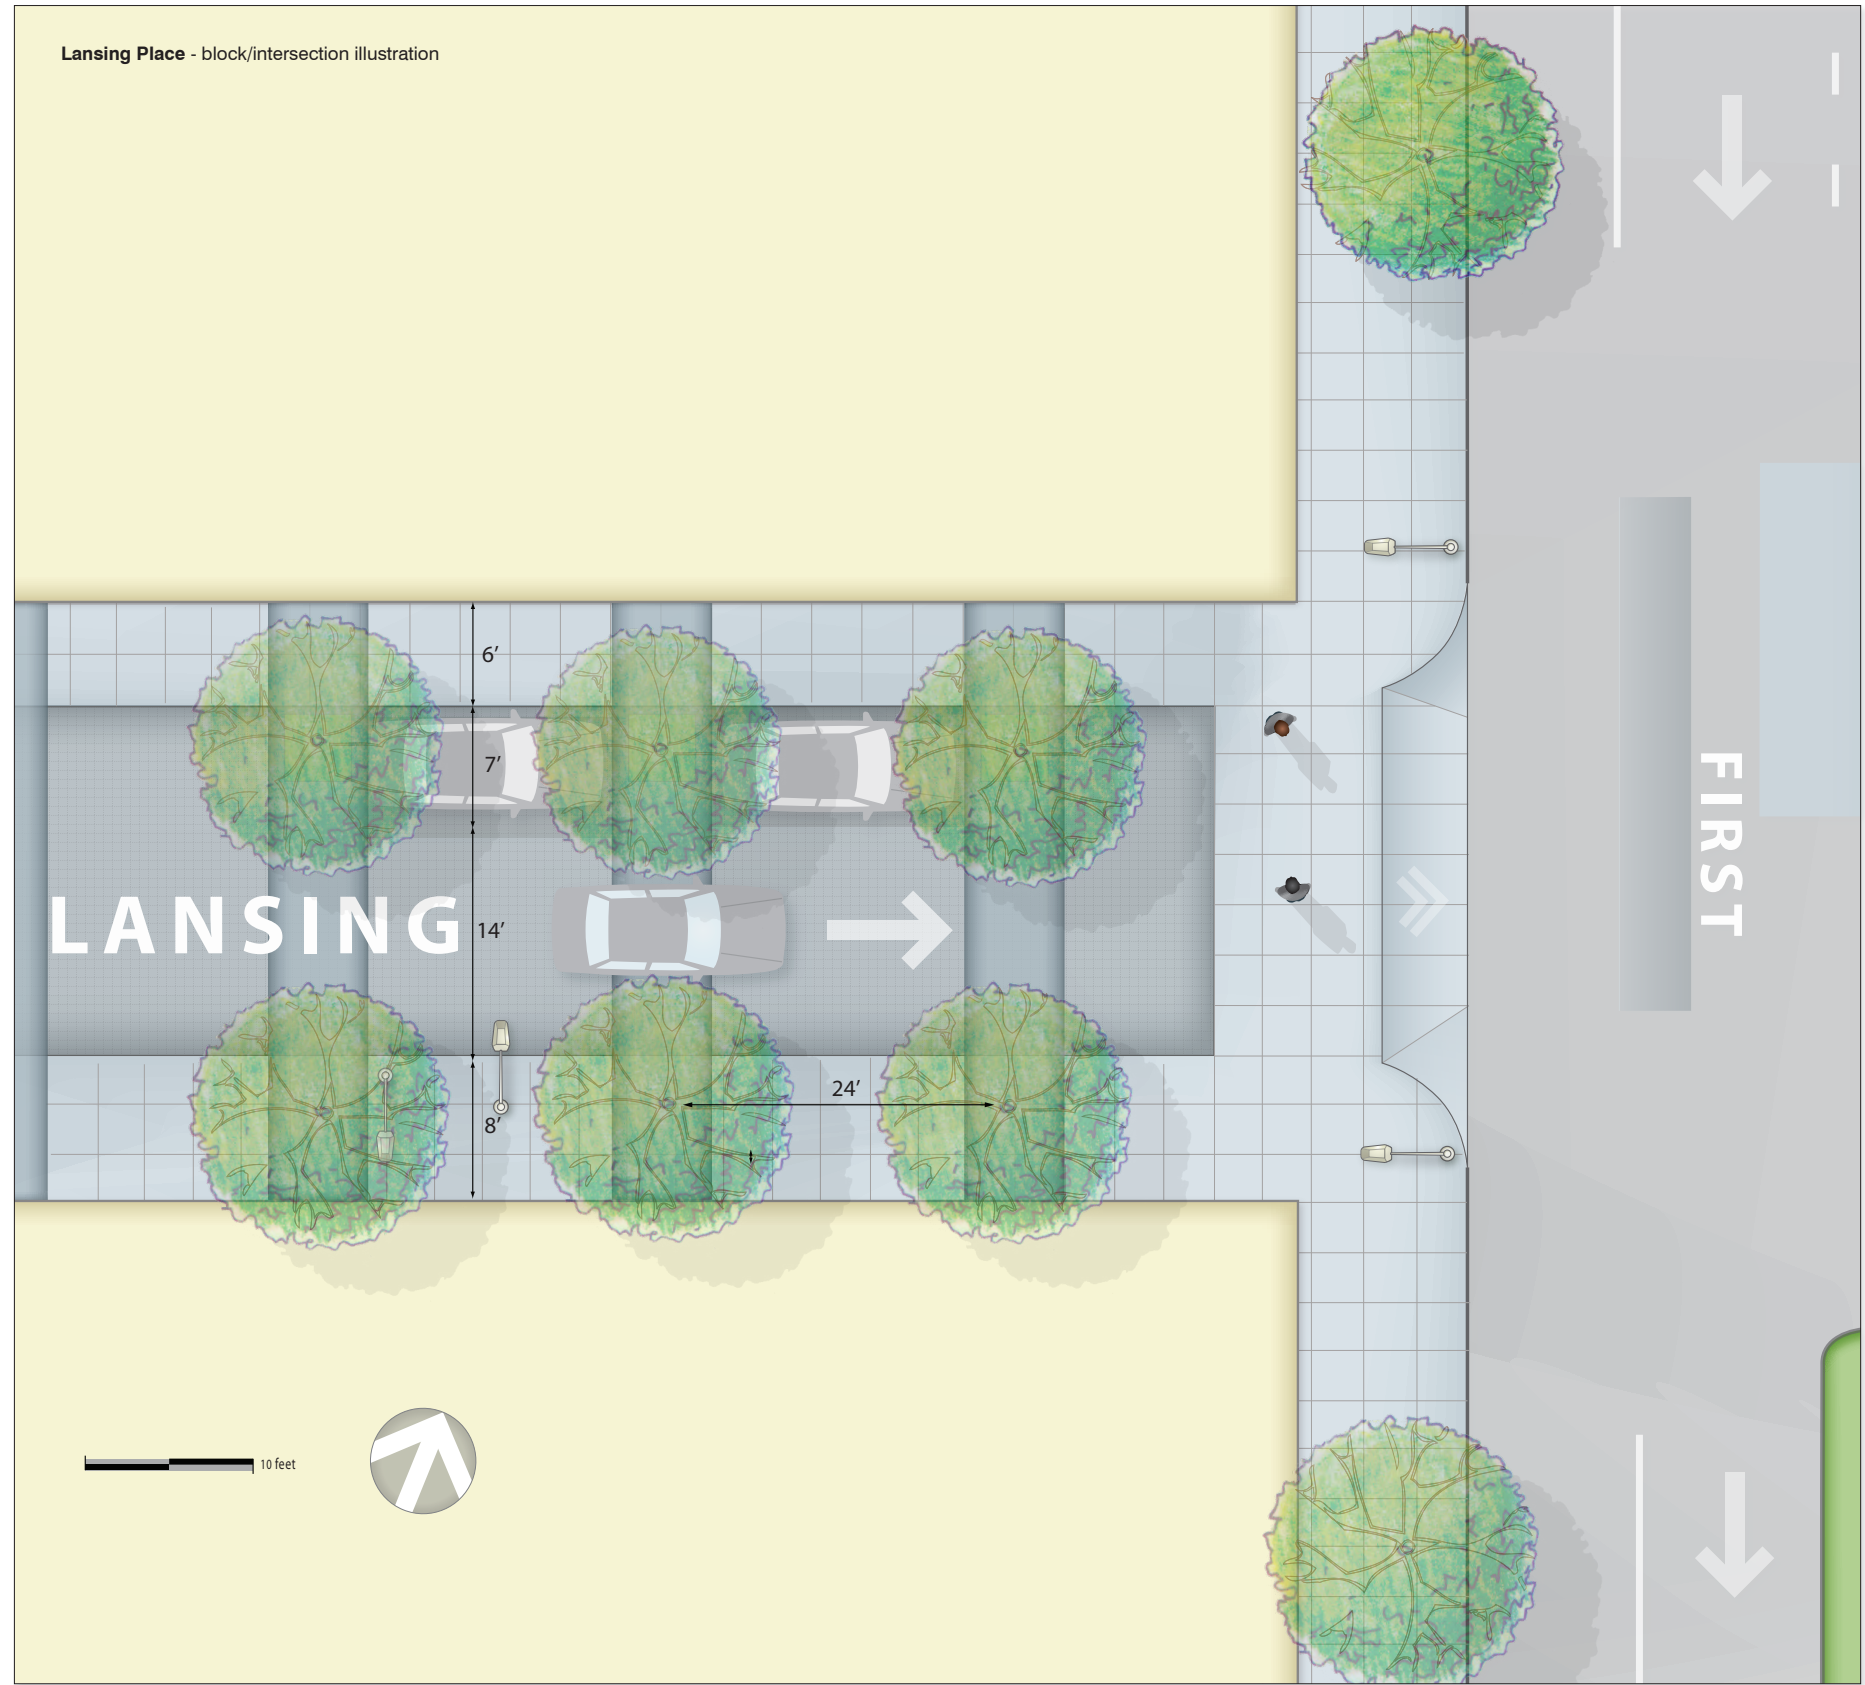 Lansing Place - block/intersection illustration
6’
7’
LANSING
14’
FIRST
24’
8’
10 feet